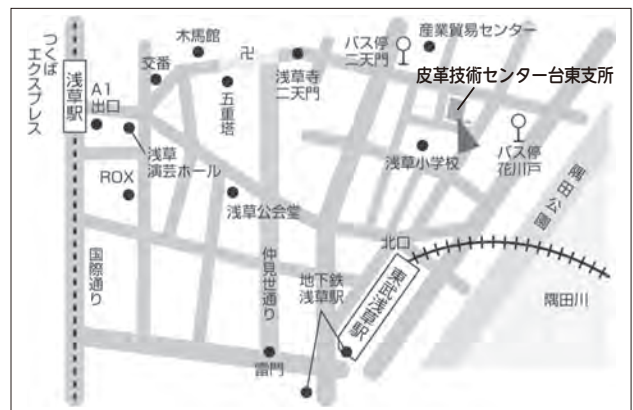 つくば
エクスプレス
浅草駅
A1
出口
交番
木馬館
卍
五重塔
浅草寺
二天門
バス停
二天門
産業貿易センター
皮革技術センター台東支所
浅草
演芸ホール
ROX
浅草公会堂
浅草小学校
バス停
花川戸
隅田公園
国際通り
仲見世通り
地下鉄
浅草駅
北口
東武浅草駅
隅田川
雷門